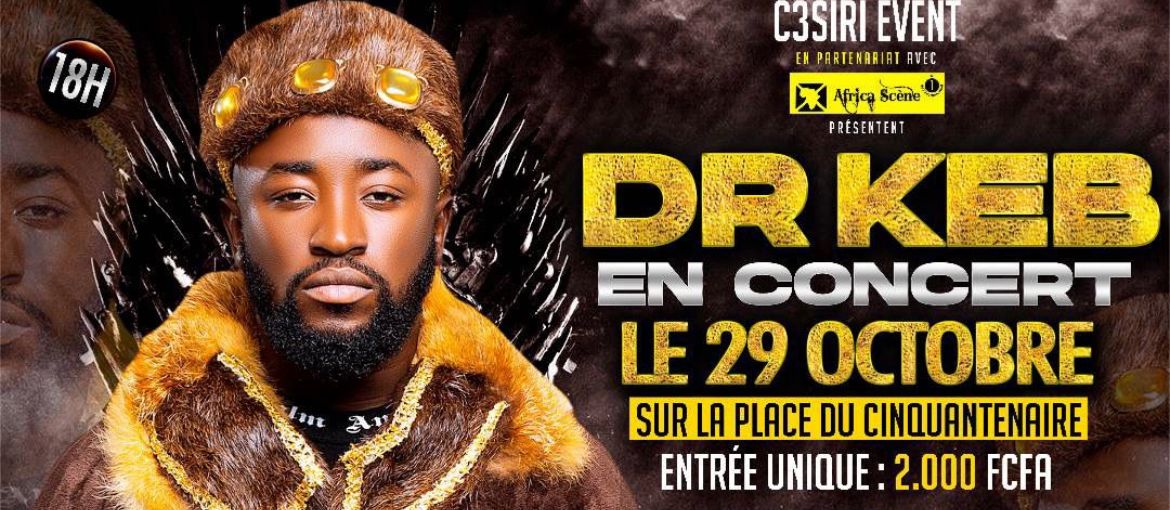 18H
C3SIRI EVENT
EN PARTENARIAT AVEC
Africa Scène 1
PRÉSENTENT
DR KEB
EN CONCERT
LE 29 OCTOBRE
SUR LA PLACE DU CINQUANTENAIRE
ENTRÉE UNIQUE : 2.000 FCFA